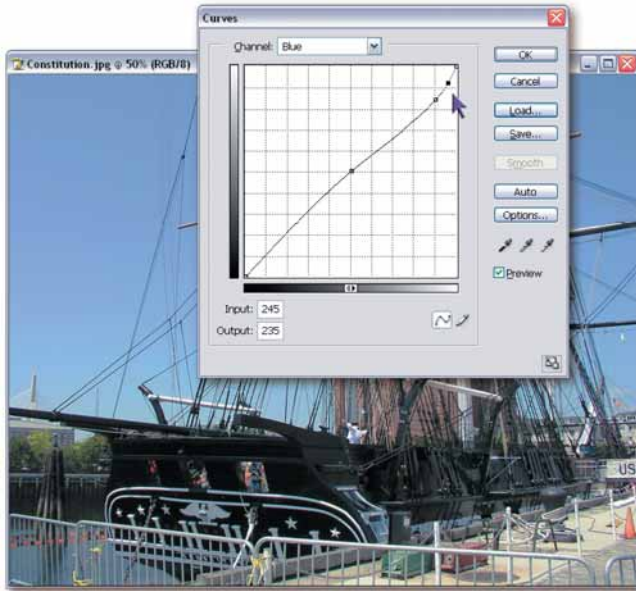 Curves
Channel: Blue
OK
Cancel
Load...
Save...
Smooth
Auto
Options...
Preview
Input: 245
Output: 235
Constitution.jpg @ 50% (RGB/8)
US